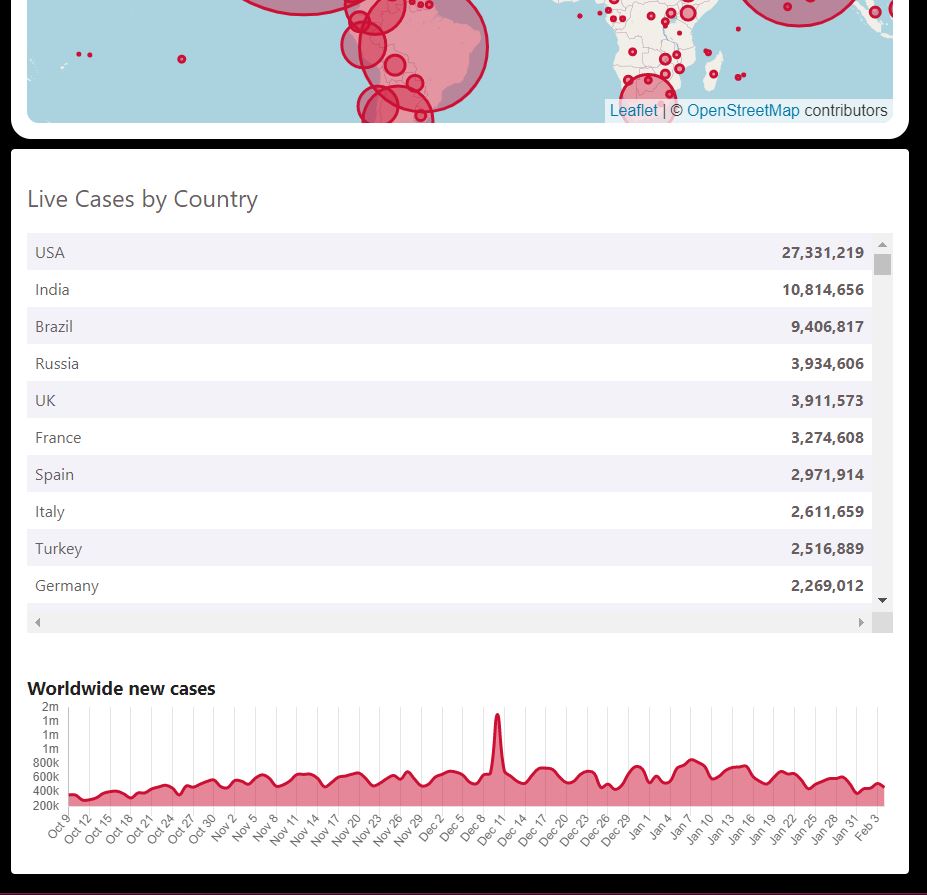 Leaflet | © OpenStreetMap contributors
Live Cases by Country
USA 27,331,219
India 10,814,656
Brazil 9,406,817
Russia 3,934,606
UK 3,911,573
France 3,274,608
Spain 2,971,914
Italy 2,611,659
Turkey 2,516,889
Germany 2,269,012
Worldwide new cases
2m
1m
1m
1m
800k
600k
400k
200k
Oct 9 Oct 12 Oct 15 Oct 18 Oct 21 Oct 24 Oct 27 Oct 30 Nov 2 Nov 5 Nov 8 Nov 11 Nov 14 Nov 17 Nov 20 Nov 23 Nov 26 Nov 29 Dec 2 Dec 5 Dec 8 Dec 11 Dec 14 Dec 17 Dec 20 Dec 23 Dec 26 Dec 29 Jan 1 Jan 4 Jan 7 Jan 10 Jan 13 Jan 16 Jan 19 Jan 22 Jan 25 Jan 28 Jan 31 Feb 3